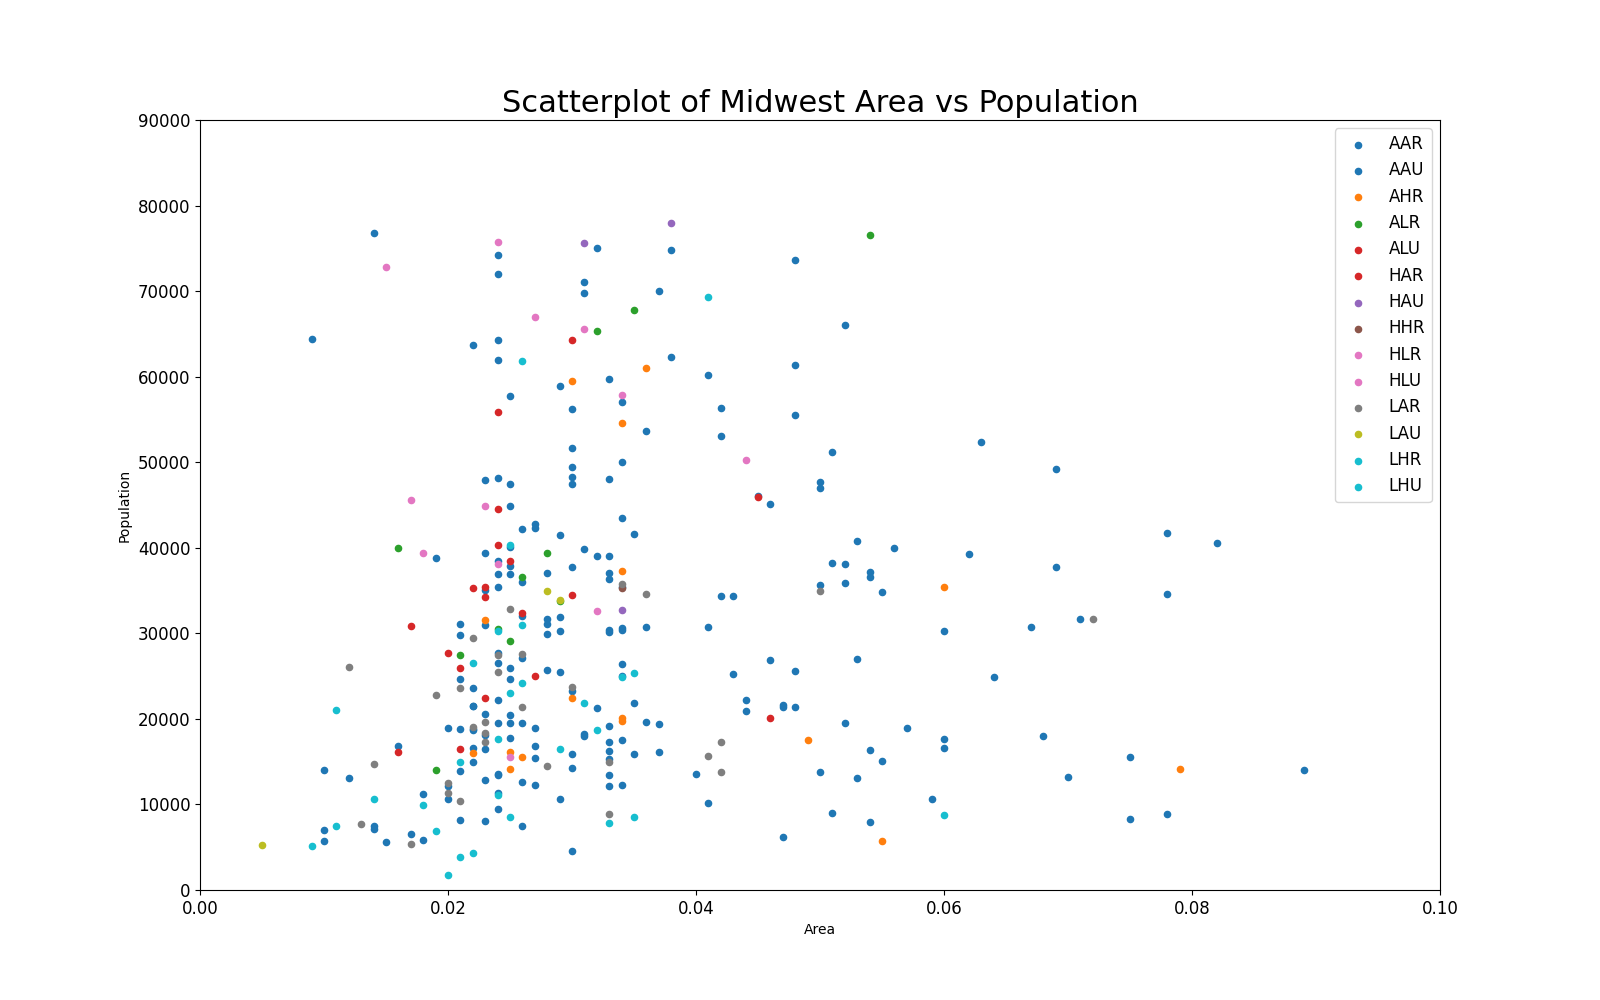 Scatterplot of Midwest Area vs Population
90000
80000
70000
60000
50000
40000
30000
20000
10000
0
Population
0.00 0.02 0.04 0.06 0.08 0.10
Area
AAR
AAU
AHR
ALR
ALU
HAR
HAU
HHR
HLR
HLU
LAR
LAU
LHR
LHU